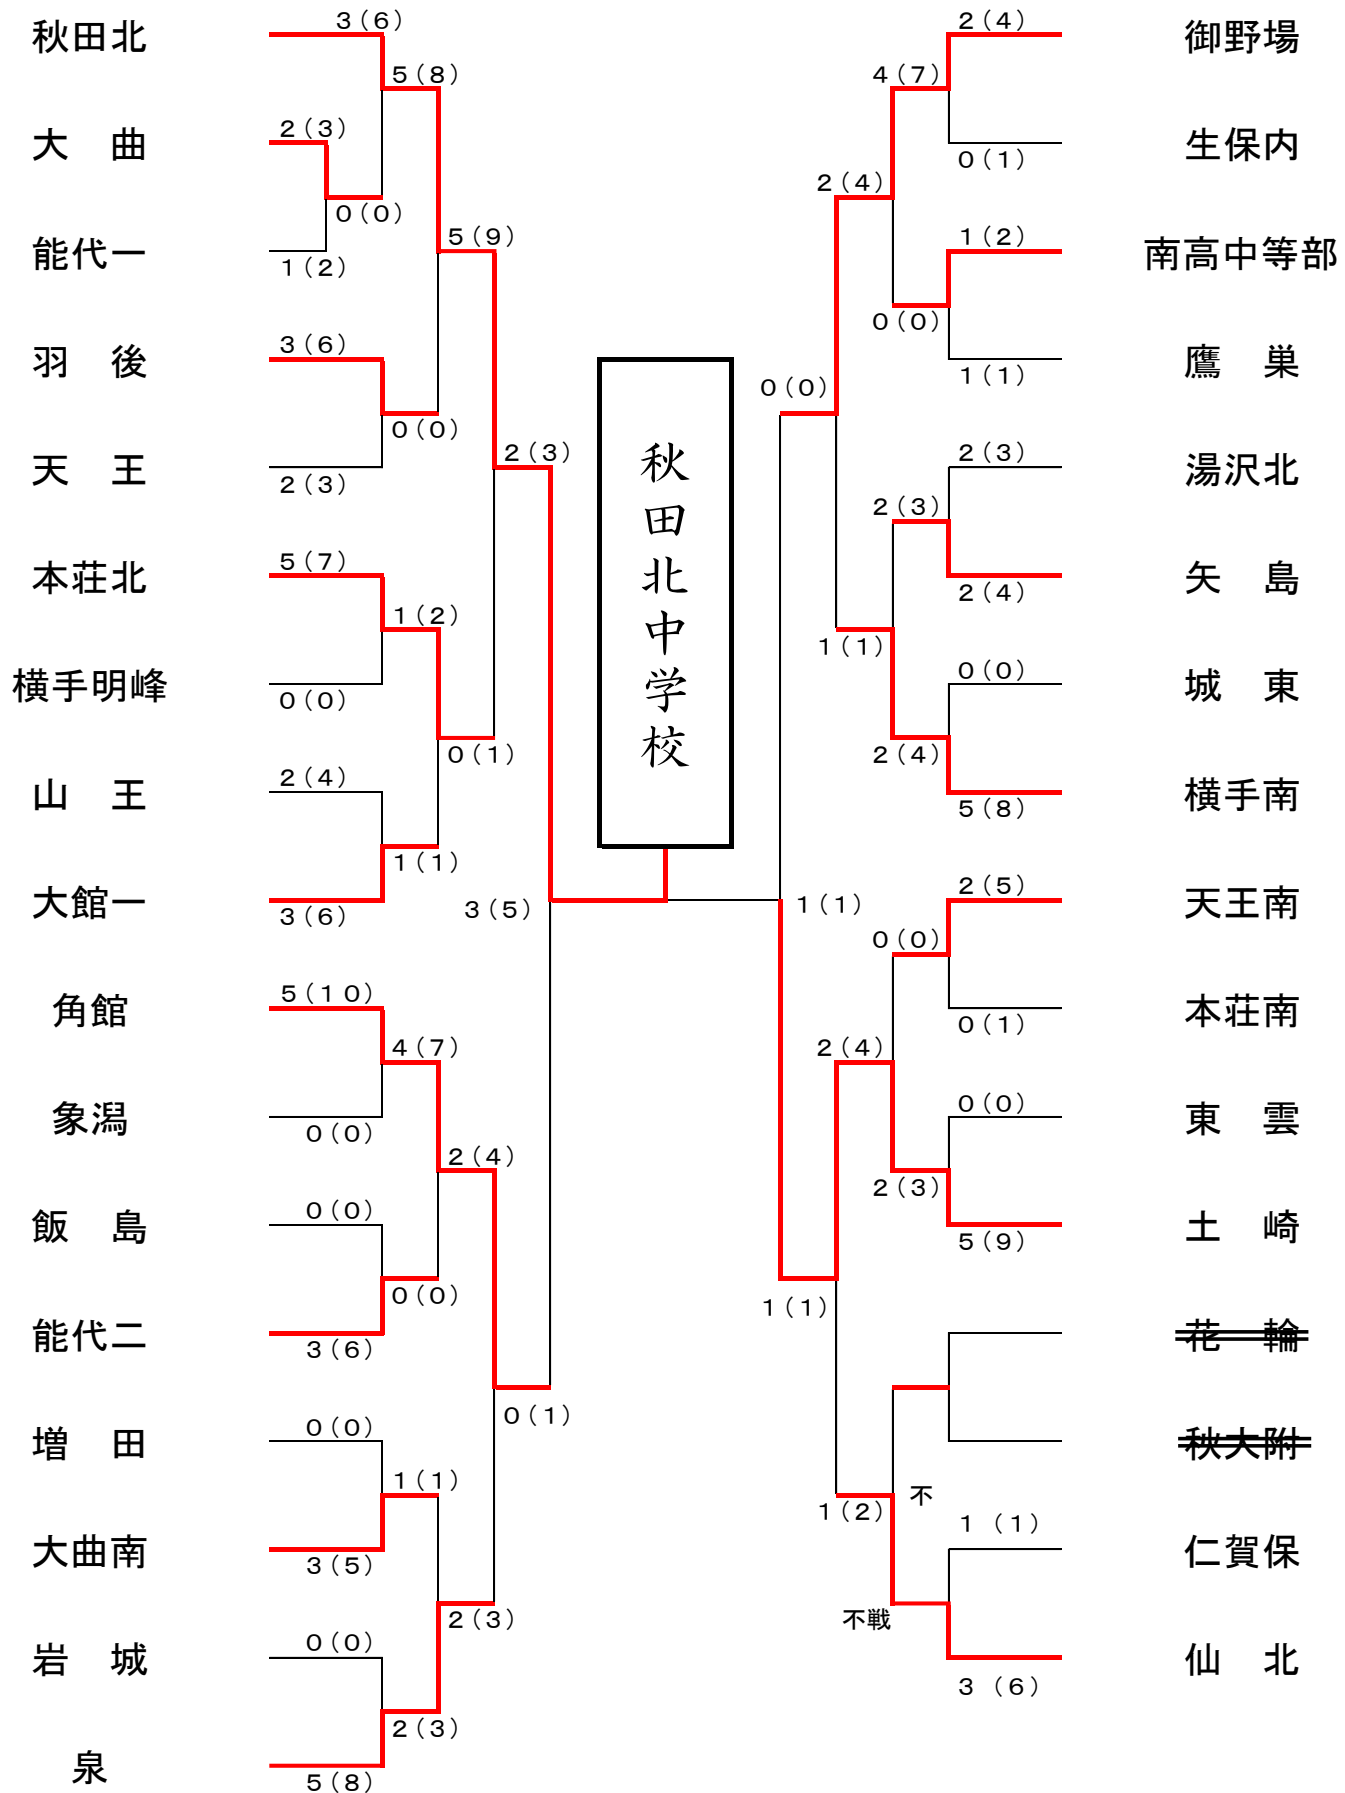 秋田北
大　曲
能代一
羽　後
天　王
本荘北
横手明峰
山　王
大館一
角館
象潟
飯　島
能代二
増　田
大曲南
岩　城
泉
3（6）
2（3）
1（2）
3（6）
2（3）
5（7）
0（0）
2（4）
3（6）
5（10）
0（0）
0（0）
3（6）
0（0）
3（5）
0（0）
5（8）
5（8）
0（0）
0（0）
1（2）
1（1）
4（7）
0（0）
1（1）
2（3）
5（9）
0（1）
2（4）
2（3）
2（3）
0（1）
3（5）
秋田北中学校
1（1）
0（0）
1（1）
2（4）
1（1）
2（4）
1（2）
4（7）
0（0）
2（3）
2（4）
0（0）
2（3）
不
不戦
2（4）
0（1）
1（2）
1（1）
2（3）
2（4）
0（0）
5（8）
2（5）
0（1）
0（0）
5（9）
1（1）
3（6）
御野場
生保内
南高中等部
鷹　巣
湯沢北
矢　島
城　東
横手南
天王南
本荘南
東　雲
土　崎
花　輪
秋大附
仁賀保
仙　北